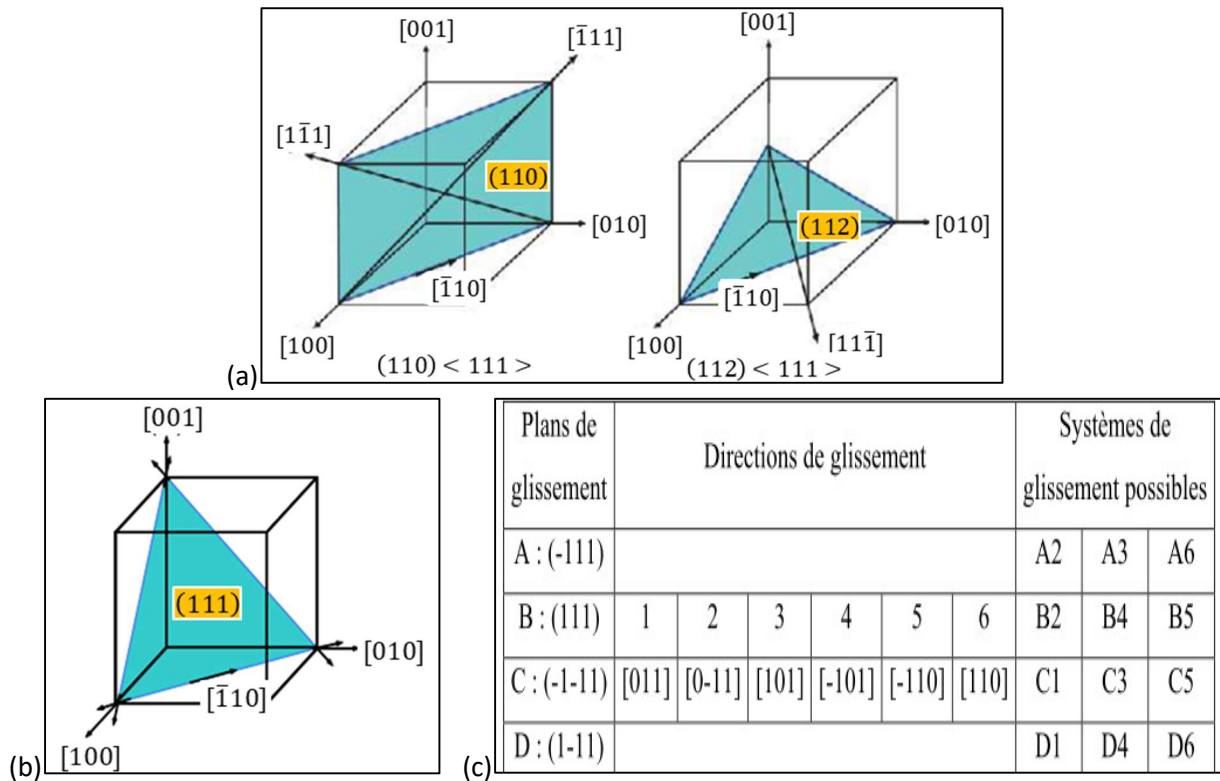 [001]
[1̄11]
[11̄1]
(110)
[010]
[1̄10]
[100]
(110) < 111 >
[001]
(112)
[010]
[1̄10]
[100]
[111̄]
(112) < 111 >
(a)
[001]
(111)
[010]
[1̄10]
[100]
(b)
Plans de glissement
Directions de glissement
Systèmes de glissement possibles
A : (-111) A2 A3 A6
B : (111) 1 2 3 4 5 6 B2 B4 B5
C : (-1-11) [011] [0-11] [101] [-101] [-110] [110] C1 C3 C5
D : (1-11) D1 D4 D6
(c)